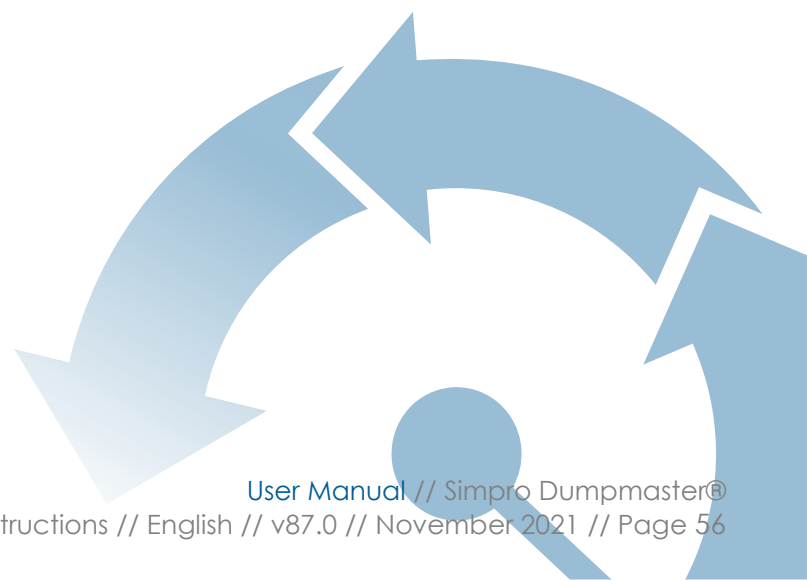 User Manual // Simpro Dumpmaster®
tructions // English // v87.0 // November 2021 // Page 56